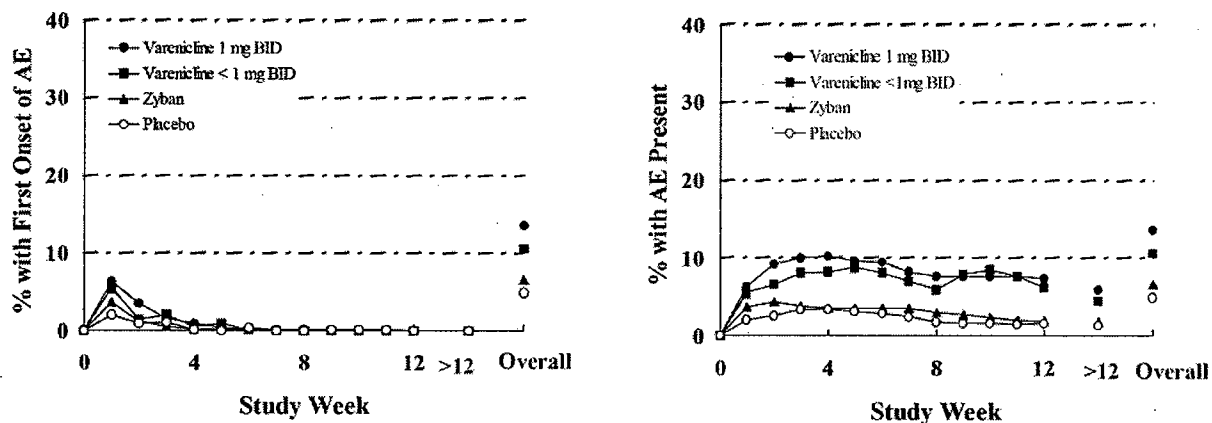 % with First Onset of AE
40
30
20
10
0
Varenicline 1 mg BID
Varenicline < 1 mg BID
Zyban
Placebo
0 4 8 12 >12 Overall
Study Week
% with AE Present
40
30
20
10
0
Varenicline 1 mg BID
Varenicline <1mg BID
Zyban
Placebo
0 4 8 12 >12 Overall
Study Week